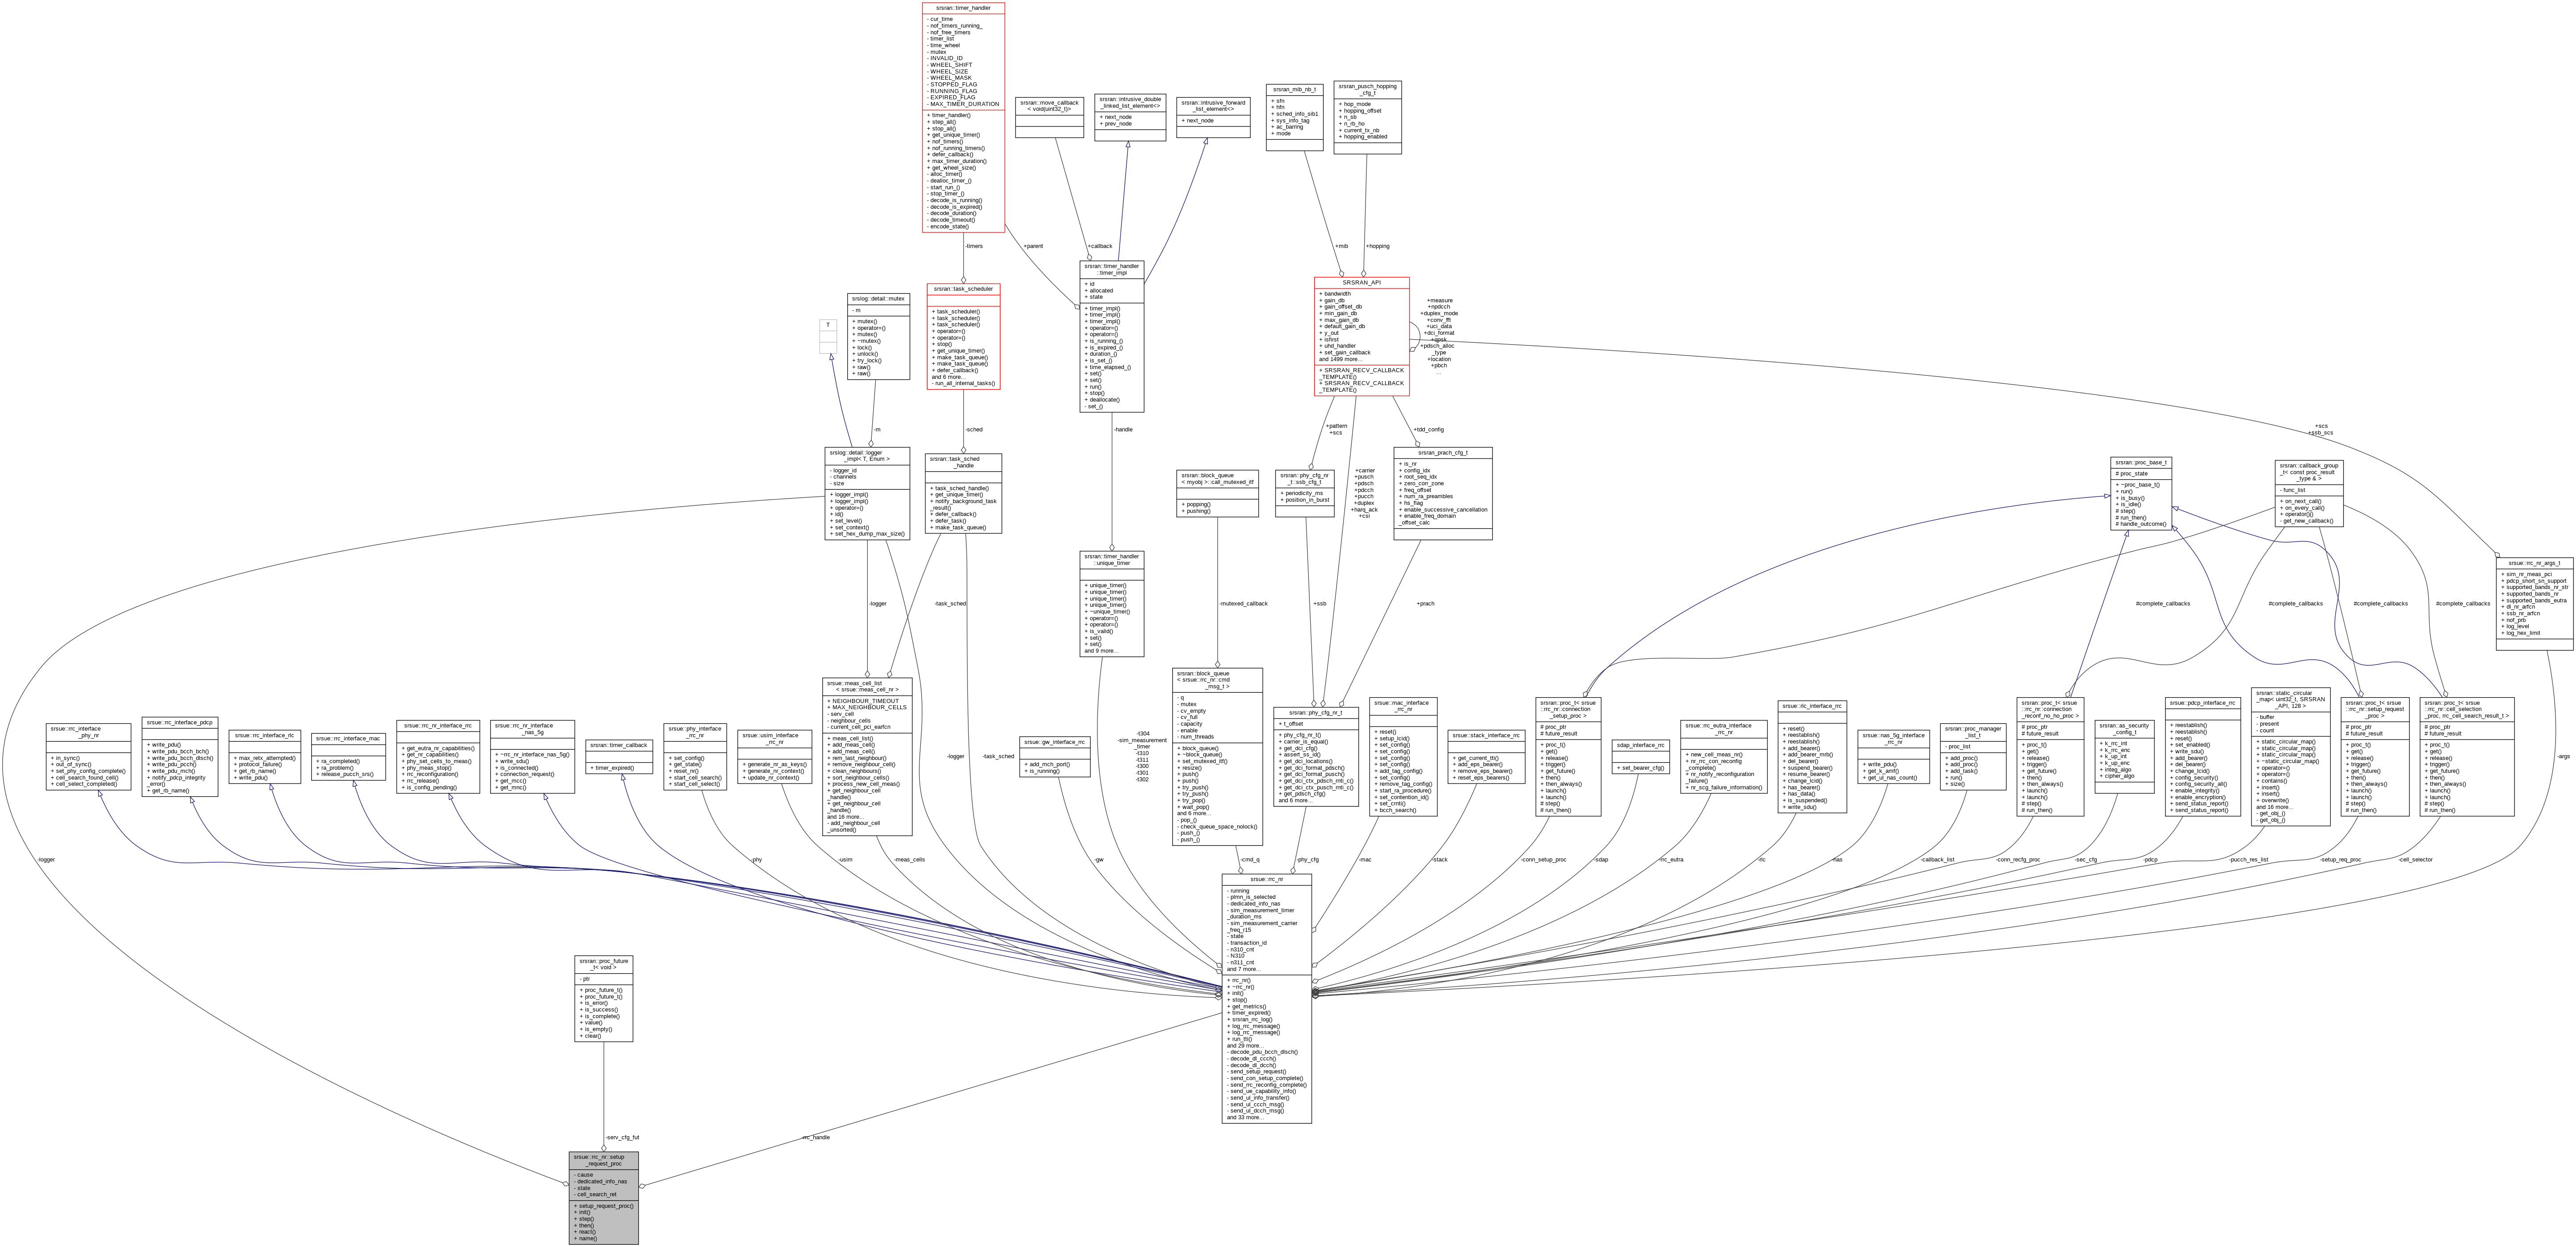 srsran::timer_handler
- cur_time
- nof_timers_running_
- nof_free_timers
- timer_list
- time_wheel
- mutex
- INVALID_ID
- WHEEL_SHIFT
- WHEEL_SIZE
- WHEEL_MASK
- STOPPED_FLAG
- RUNNING_FLAG
- EXPIRED_FLAG
- MAX_TIMER_DURATION
+ timer_handler()
+ step_all()
+ stop_all()
+ get_unique_timer()
+ nof_timers()
+ nof_running_timers()
+ defer_callback()
+ max_timer_duration()
+ get_wheel_size()
- alloc_timer()
- dealloc_timer_()
- start_run_()
- stop_timer_()
- decode_is_running()
- decode_is_expired()
- decode_duration()
- decode_timeout()
- encode_state()
srsran::move_callback
< void(uint32_t)>
srsran::intrusive_double
_linked_list_element<>
+ next_node
+ prev_node
srsran::intrusive_forward
_list_element<>
+ next_node
srsran_mib_nb_t
+ sfn
+ hfn
+ sched_info_sib1
+ sys_info_tag
+ ac_barring
+ mode
srsran_pusch_hopping
_cfg_t
+ hop_mode
+ hopping_offset
+ n_sb
+ n_rb_ho
+ current_tx_nb
+ hopping_enabled
-timers
+parent
+callback
+mib
+hopping
srsran::timer_handler
::timer_impl
+ id
+ allocated
+ state
+ timer_impl()
+ timer_impl()
+ timer_impl()
+ operator=()
+ operator=()
+ is_running_()
+ is_expired_()
+ duration_()
+ is_set_()
+ time_elapsed_()
+ set()
+ set()
+ run()
+ stop()
+ deallocate()
- set_()
SRSRAN_API
+ bandwidth
+ gain_db
+ gain_offset_db
+ min_gain_db
+ max_gain_db
+ default_gain_db
+ y_out
+ isfirst
+ uhd_handler
+ set_gain_callback
and 1499 more...
+ SRSRAN_RECV_CALLBACK
_TEMPLATE()
+ SRSRAN_RECV_CALLBACK
_TEMPLATE()
+measure
+npdcch
+duplex_mode
+conv_fft
+uci_data
+dci_format
+qpsk
+pdsch_alloc
_type
+location
+pbch
...
srsran::task_scheduler
+ task_scheduler()
+ task_scheduler()
+ task_scheduler()
+ operator=()
+ operator=()
+ stop()
+ get_unique_timer()
+ make_task_queue()
+ make_task_queue()
+ defer_callback()
and 6 more...
- run_all_internal_tasks()
srslog::detail::mutex
- m
+ mutex()
+ operator=()
+ mutex()
+ ~mutex()
+ lock()
+ unlock()
+ try_lock()
+ raw()
+ raw()
T
-m
-sched
-handle
+pattern
+scs
+tdd_config
+scs
+ssb_scs
srslog::detail::logger
_impl< T, Enum >
- logger_id
- channels
- size
+ logger_impl()
+ logger_impl()
+ operator=()
+ id()
+ set_level()
+ set_context()
+ set_hex_dump_max_size()
srsran::task_sched
_handle
+ task_sched_handle()
+ get_unique_timer()
+ notify_background_task
_result()
+ defer_callback()
+ defer_task()
+ make_task_queue()
srsran::block_queue
< myobj >::call_mutexed_itf
+ popping()
+ pushing()
srsran::phy_cfg_nr
_t::ssb_cfg_t
+ periodicity_ms
+ position_in_burst
+carrier
+pusch
+pdsch
+pdcch
+pucch
+duplex
+harq_ack
+csi
srsran_prach_cfg_t
+ is_nr
+ config_idx
+ root_seq_idx
+ zero_corr_zone
+ freq_offset
+ num_ra_preambles
+ hs_flag
+ enable_successive_cancellation
+ enable_freq_domain
_offset_calc
srsran::proc_base_t
# proc_state
+ ~proc_base_t()
+ run()
+ is_busy()
+ is_idle()
# step()
# run_then()
# handle_outcome()
srsran::callback_group
_t< const proc_result
_type & >
- func_list
+ on_next_call()
+ on_every_call()
+ operator()()
- get_new_callback()
srsran::timer_handler
::unique_timer
+ unique_timer()
+ unique_timer()
+ unique_timer()
+ unique_timer()
+ ~unique_timer()
+ operator=()
+ operator=()
+ is_valid()
+ set()
+ set()
and 9 more...
srsue::rrc_nr_args_t
+ sim_nr_meas_pci
+ pdcp_short_sn_support
+ supported_bands_nr_str
+ supported_bands_nr
+ supported_bands_eutra
+ dl_nr_arfcn
+ ssb_nr_arfcn
+ nof_prb
+ log_level
+ log_hex_limit
-logger
-task_sched
-mutexed_callback
+ssb
+prach
#complete_callbacks
#complete_callbacks
#complete_callbacks
#complete_callbacks
srsue::rrc_interface
_phy_nr
+ in_sync()
+ out_of_sync()
+ set_phy_config_complete()
+ cell_search_found_cell()
+ cell_select_completed()
srsue::rrc_interface_pdcp
+ write_pdu()
+ write_pdu_bcch_bch()
+ write_pdu_bcch_dlsch()
+ write_pdu_pcch()
+ write_pdu_mch()
+ notify_pdcp_integrity
_error()
+ get_rb_name()
srsue::rrc_interface_rlc
+ max_retx_attempted()
+ protocol_failure()
+ get_rb_name()
+ write_pdu()
srsue::rrc_interface_mac
+ ra_completed()
+ ra_problem()
+ release_pucch_srs()
srsue::rrc_nr_interface_rrc
+ get_eutra_nr_capabilities()
+ get_nr_capabilities()
+ phy_set_cells_to_meas()
+ phy_meas_stop()
+ rrc_reconfiguration()
+ rrc_release()
+ is_config_pending()
srsue::rrc_nr_interface
_nas_5g
+ ~rrc_nr_interface_nas_5g()
+ write_sdu()
+ is_connected()
+ connection_request()
+ get_mcc()
+ get_mnc()
srsran::timer_callback
+ timer_expired()
srsue::phy_interface
_rrc_nr
+ set_config()
+ get_state()
+ reset_nr()
+ start_cell_search()
+ start_cell_select()
srsue::usim_interface
_rrc_nr
+ generate_nr_as_keys()
+ generate_nr_context()
+ update_nr_context()
srsue::meas_cell_list
< srsue::meas_cell_nr >
+ NEIGHBOUR_TIMEOUT
+ MAX_NEIGHBOUR_CELLS
- serv_cell
- neighbour_cells
- current_cell_pci_earfcn
+ meas_cell_list()
+ add_meas_cell()
+ add_meas_cell()
+ rem_last_neighbour()
+ remove_neighbour_cell()
+ clean_neighbours()
+ sort_neighbour_cells()
+ process_new_cell_meas()
+ get_neighbour_cell
_handle()
+ get_neighbour_cell
_handle()
and 16 more...
- add_neighbour_cell
_unsorted()
-logger
-task_sched
srsue::gw_interface_rrc
+ add_mch_port()
+ is_running()
-t304
-sim_measurement
_timer
-t310
-t311
-t300
-t301
-t302
srsran::block_queue
< srsue::rrc_nr::cmd
_msg_t >
- q
- mutex
- cv_empty
- cv_full
- capacity
- enable
- num_threads
+ block_queue()
+ ~block_queue()
+ set_mutexed_itf()
+ resize()
+ push()
+ push()
+ try_push()
+ try_push()
+ try_pop()
+ wait_pop()
and 6 more...
- pop_()
- check_queue_space_nolock()
- push_()
- push_()
srsran::phy_cfg_nr_t
+ t_offset
+ phy_cfg_nr_t()
+ carrier_is_equal()
+ get_dci_cfg()
+ assert_ss_id()
+ get_dci_locations()
+ get_dci_format_pdsch()
+ get_dci_format_pusch()
+ get_dci_ctx_pdsch_rnti_c()
+ get_dci_ctx_pusch_rnti_c()
+ get_pdsch_cfg()
and 6 more...
srsue::mac_interface
_rrc_nr
+ reset()
+ setup_lcid()
+ set_config()
+ set_config()
+ set_config()
+ set_config()
+ add_tag_config()
+ set_config()
+ remove_tag_config()
+ start_ra_procedure()
+ set_contention_id()
+ set_crnti()
+ bcch_search()
srsue::stack_interface_rrc
+ get_current_tti()
+ add_eps_bearer()
+ remove_eps_bearer()
+ reset_eps_bearers()
srsran::proc_t< srsue
::rrc_nr::connection
_setup_proc >
# proc_ptr
# future_result
+ proc_t()
+ get()
+ release()
+ trigger()
+ get_future()
+ then()
+ then_always()
+ launch()
+ launch()
# step()
# run_then()
sdap_interface_rrc
+ set_bearer_cfg()
srsue::rrc_eutra_interface
_rrc_nr
+ new_cell_meas_nr()
+ nr_rrc_con_reconfig
_complete()
+ nr_notify_reconfiguration
_failure()
+ nr_scg_failure_information()
srsue::rlc_interface_rrc
+ reset()
+ reestablish()
+ reestablish()
+ add_bearer()
+ add_bearer_mrb()
+ del_bearer()
+ suspend_bearer()
+ resume_bearer()
+ change_lcid()
+ has_bearer()
+ has_data()
+ is_suspended()
+ write_sdu()
srsue::nas_5g_interface
_rrc_nr
+ write_pdu()
+ get_k_amf()
+ get_ul_nas_count()
srsran::proc_manager
_list_t
- proc_list
+ add_proc()
+ add_proc()
+ add_task()
+ run()
+ size()
srsran::proc_t< srsue
::rrc_nr::connection
_reconf_no_ho_proc >
# proc_ptr
# future_result
+ proc_t()
+ get()
+ release()
+ trigger()
+ get_future()
+ then()
+ then_always()
+ launch()
+ launch()
# step()
# run_then()
srsran::as_security
_config_t
+ k_rrc_int
+ k_rrc_enc
+ k_up_int
+ k_up_enc
+ integ_algo
+ cipher_algo
srsue::pdcp_interface_rrc
+ reestablish()
+ reestablish()
+ reset()
+ set_enabled()
+ write_sdu()
+ add_bearer()
+ del_bearer()
+ change_lcid()
+ config_security()
+ config_security_all()
+ enable_integrity()
+ enable_encryption()
+ send_status_report()
+ send_status_report()
srsran::static_circular
_map< uint32_t, SRSRAN
_API, 128 >
- buffer
- present
- count
+ static_circular_map()
+ static_circular_map()
+ static_circular_map()
+ ~static_circular_map()
+ operator=()
+ operator=()
+ contains()
+ insert()
+ insert()
+ overwrite()
and 16 more...
- get_obj_()
- get_obj_()
srsran::proc_t< srsue
::rrc_nr::setup_request
_proc >
# proc_ptr
# future_result
+ proc_t()
+ get()
+ release()
+ trigger()
+ get_future()
+ then()
+ then_always()
+ launch()
+ launch()
# step()
# run_then()
srsran::proc_t< srsue
::rrc_nr::cell_selection
_proc, rrc_cell_search_result_t >
# proc_ptr
# future_result
+ proc_t()
+ get()
+ release()
+ trigger()
+ get_future()
+ then()
+ then_always()
+ launch()
+ launch()
# step()
# run_then()
-args
-logger
-phy
-usim
-meas_cells
-gw
-cmd_q
-phy_cfg
-mac
-stack
-conn_setup_proc
-sdap
-rrc_eutra
-rlc
-nas
-callback_list
-conn_recfg_proc
-sec_cfg
-pdcp
-pucch_res_list
-setup_req_proc
-cell_selector
srsue::rrc_nr
- running
- plmn_is_selected
- dedicated_info_nas
- sim_measurement_timer
_duration_ms
- sim_measurement_carrier
_freq_r15
- state
- transaction_id
- n310_cnt
- N310
- n311_cnt
and 7 more...
+ rrc_nr()
+ ~rrc_nr()
+ init()
+ stop()
+ get_metrics()
+ timer_expired()
+ srsran_rrc_log()
+ log_rrc_message()
+ log_rrc_message()
+ run_tti()
and 29 more...
- decode_pdu_bcch_dlsch()
- decode_dl_ccch()
- decode_dl_dcch()
- send_setup_request()
- send_con_setup_complete()
- send_rrc_reconfig_complete()
- send_ue_capability_info()
- send_ul_info_transfer()
- send_ul_ccch_msg()
- send_ul_dcch_msg()
and 33 more...
srsran::proc_future
_t< void >
- ptr
+ proc_future_t()
+ proc_future_t()
+ is_error()
+ is_success()
+ is_complete()
+ value()
+ is_empty()
+ clear()
-serv_cfg_fut
-rrc_handle
srsue::rrc_nr::setup
_request_proc
- cause
- dedicated_info_nas
- state
- cell_search_ret
+ setup_request_proc()
+ init()
+ step()
+ then()
+ react()
+ name()